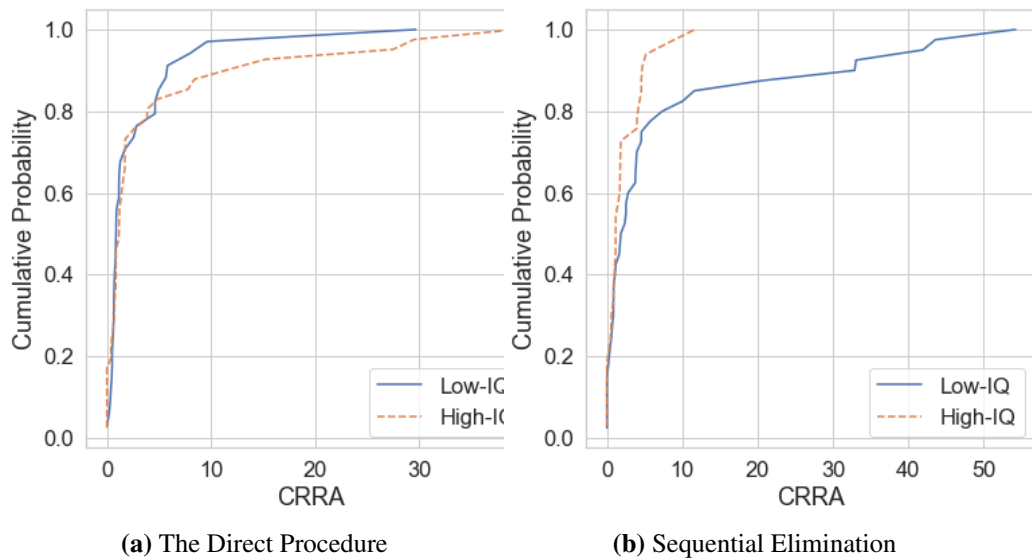 Cumulative Probability
1.0
0.8
0.6
0.4
0.2
0.0
0
10
20
30
CRRA
Low-IQ
High-IQ
(a) The Direct Procedure
Cumulative Probability
1.0
0.8
0.6
0.4
0.2
0.0
0
10
20
30
40
50
CRRA
Low-IQ
High-IQ
(b) Sequential Elimination